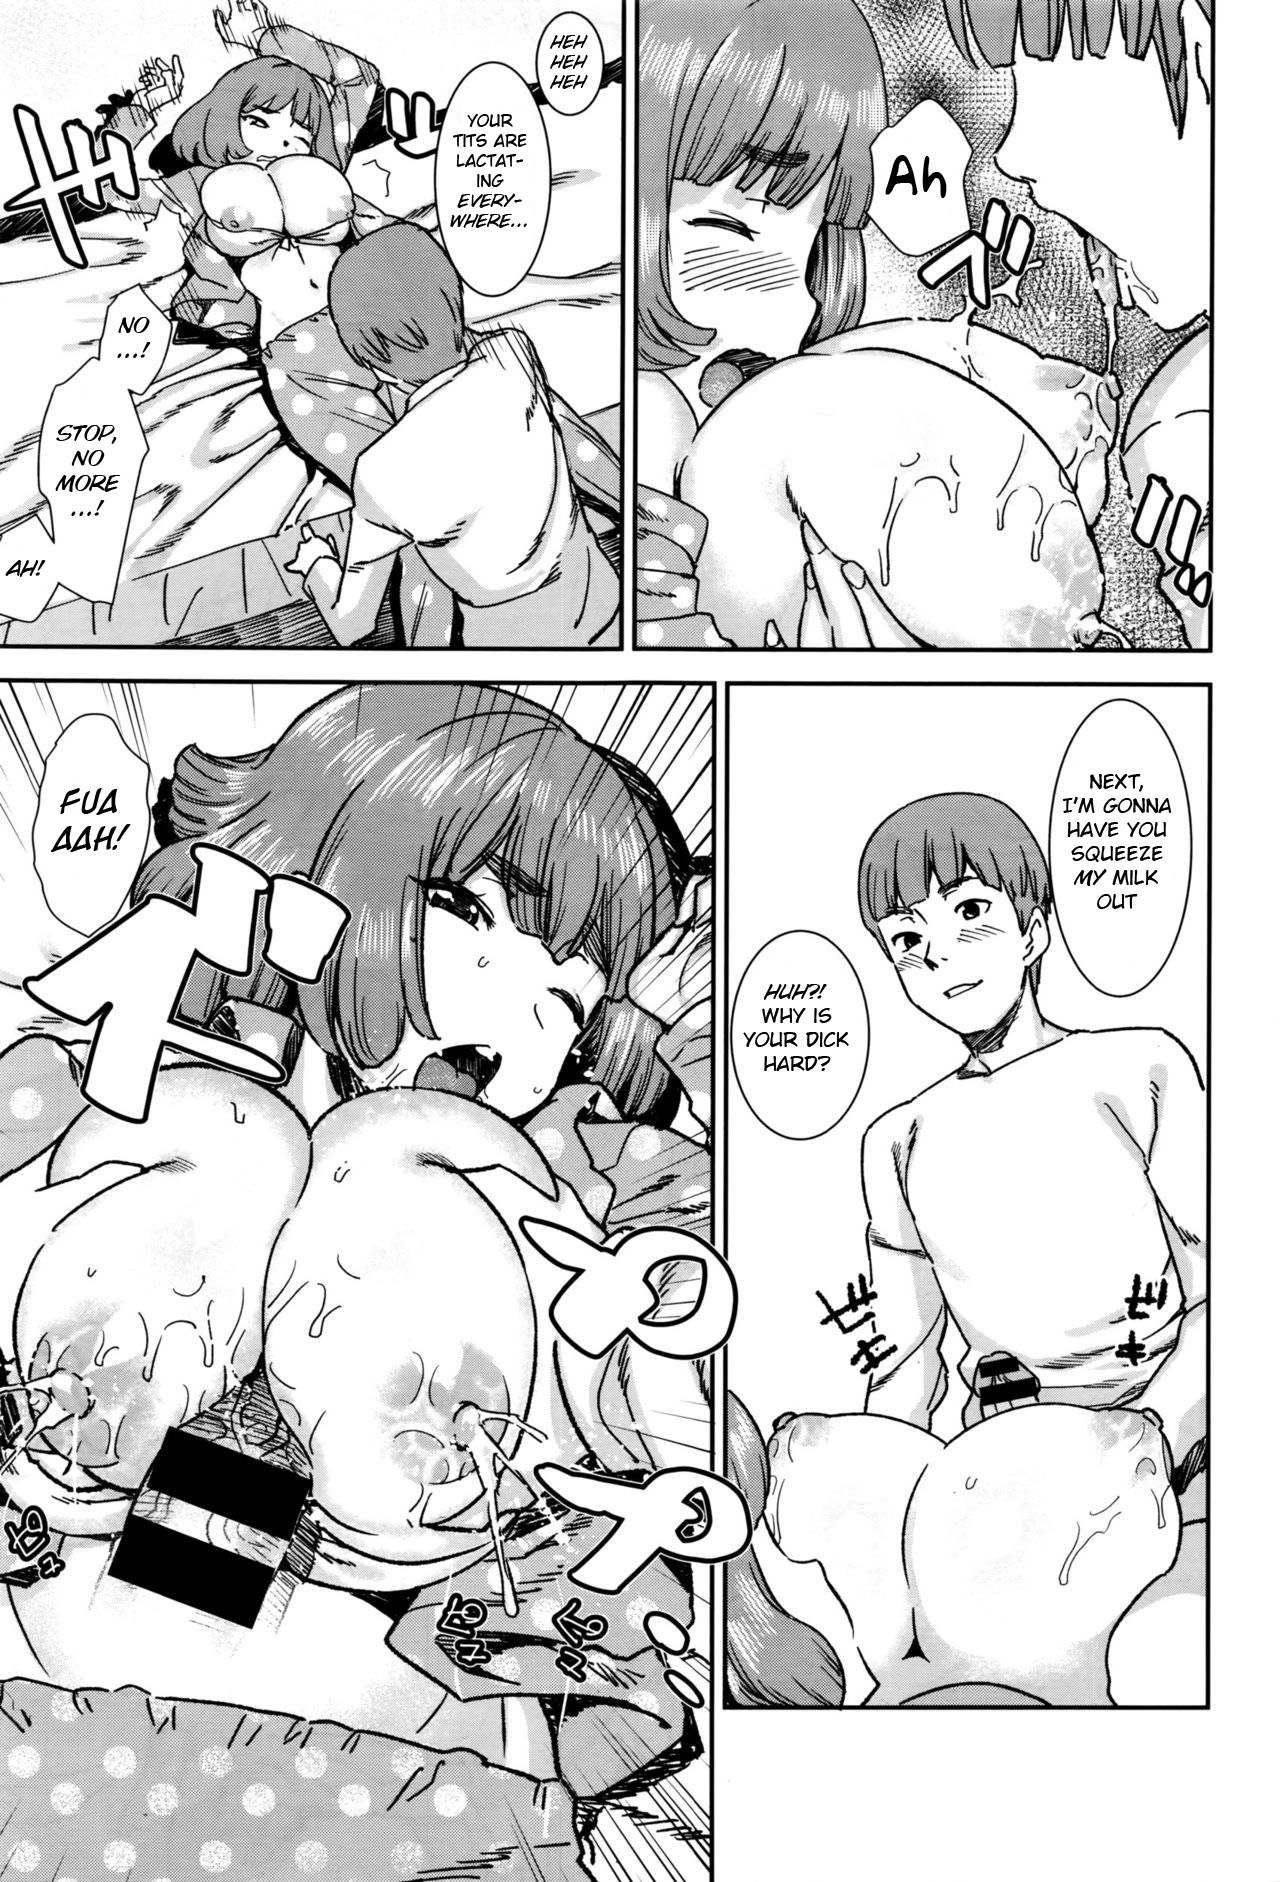 Ah
HEH
HEH
HEH
YOUR
TITS ARE
LACTAT-
ING
EVERY-
WHERE...
NO
...!
STOP,
NO
MORE
...!
AH!
NEXT,
I'M GONNA
HAVE YOU
SQUEEZE
MY MILK
OUT
HUH?!
WHY IS
YOUR DICK
HARD?
FUA
AAH!